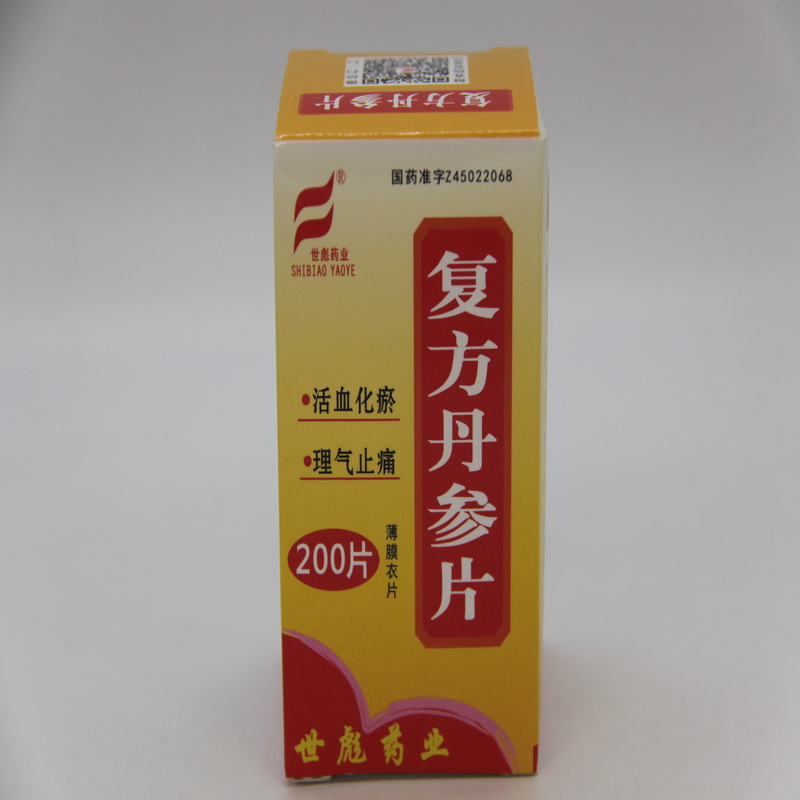 复方丹参片
国药准字Z45022068
®
世彪药业
SHIBIAO YAOYE
复方丹参片
•活血化瘀
•理气止痛
200片
薄膜衣片
世彪药业